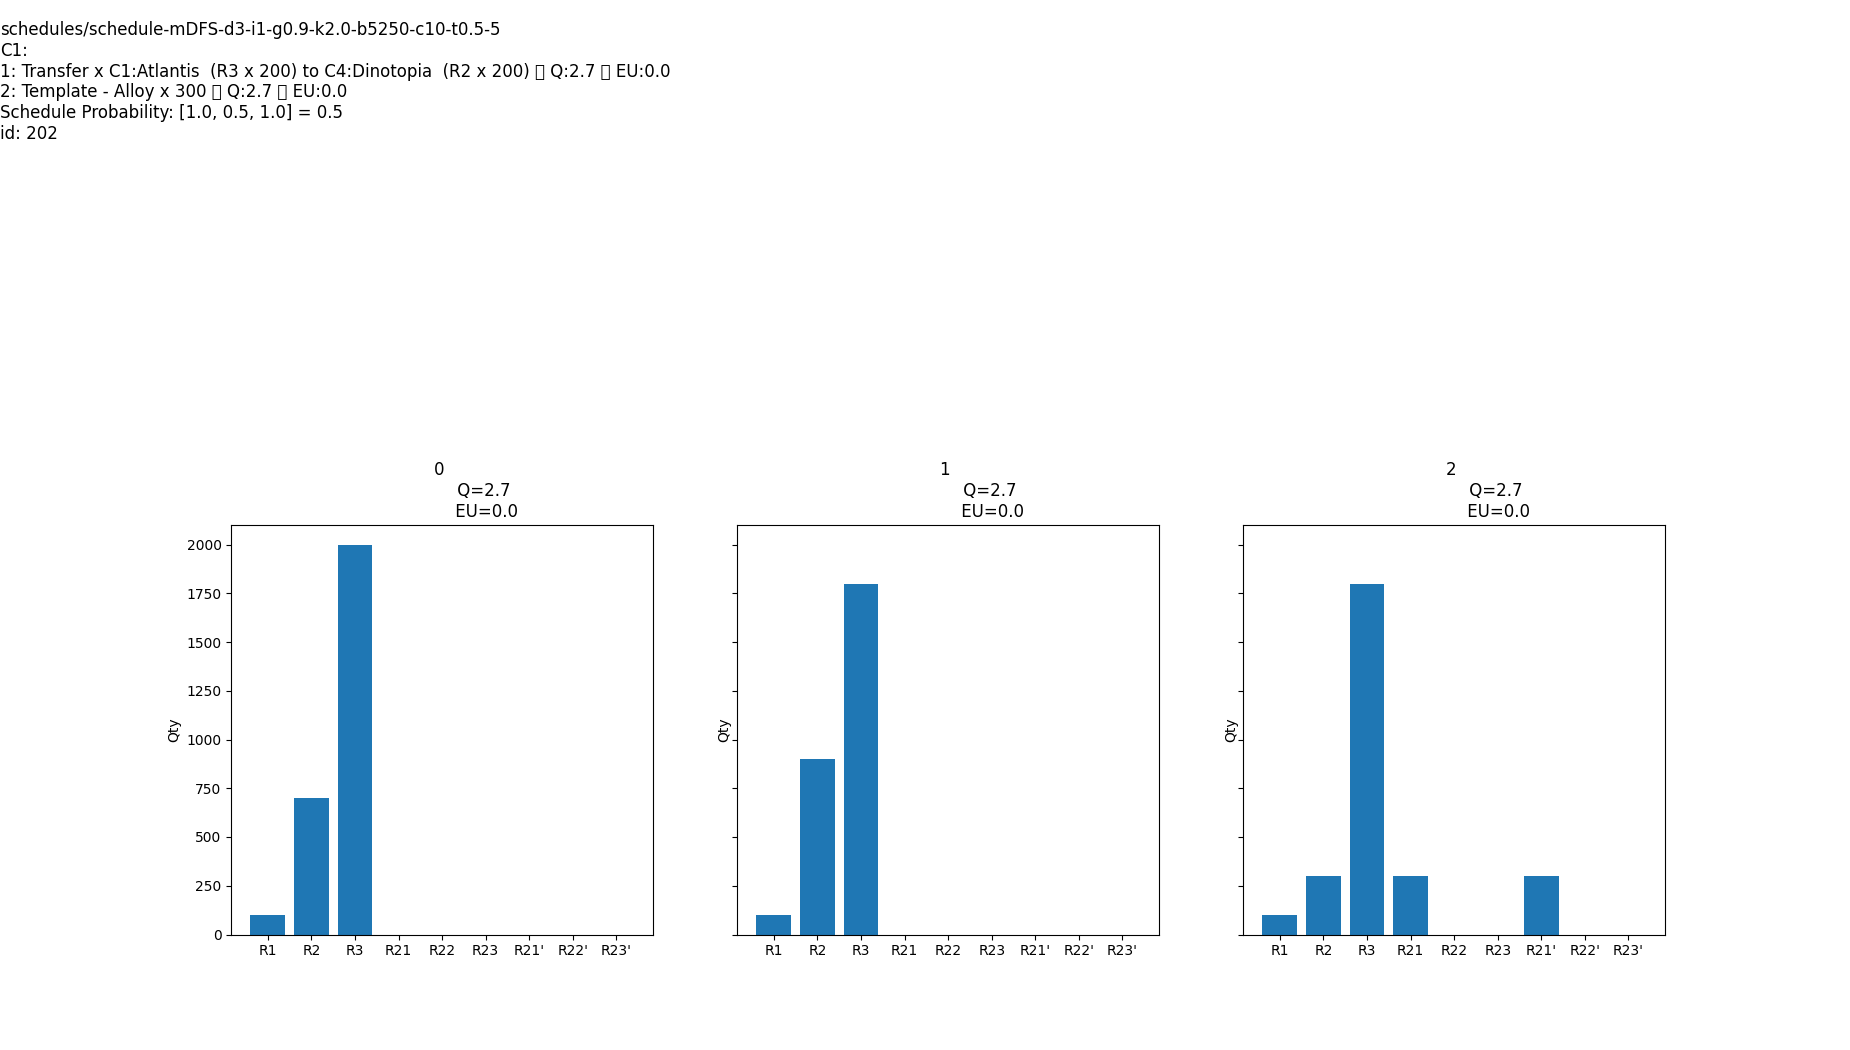 schedules/schedule-mDFS-d3-i1-g0.9-k2.0-b5250-c10-t0.5-5
C1:
1: Transfer x C1:Atlantis  (R3 x 200) to C4:Dinotopia  (R2 x 200) ▯ Q:2.7 ▯ EU:0.0
2: Template - Alloy x 300 ▯ Q:2.7 ▯ EU:0.0
Schedule Probability: [1.0, 0.5, 1.0] = 0.5
id: 202
0
Q=2.7
EU=0.0
2000
1750
1500
1250
1000
750
500
250
0
Qty
R1 R2 R3 R21 R22 R23 R21' R22' R23'
1
Q=2.7
EU=0.0
Qty
R1 R2 R3 R21 R22 R23 R21' R22' R23'
2
Q=2.7
EU=0.0
Qty
R1 R2 R3 R21 R22 R23 R21' R22' R23'